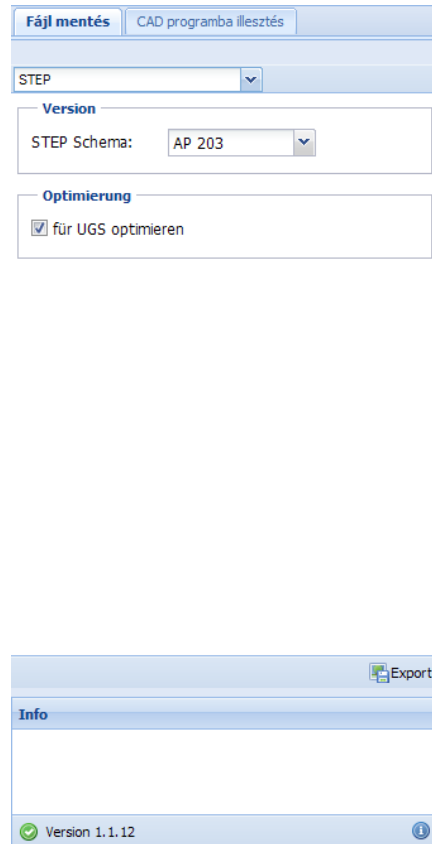 Fájl mentés CAD programba illesztés
STEP
Version
STEP Schema: AP 203
Optimierung
für UGS optimieren
Export
Info
Version 1.1.12